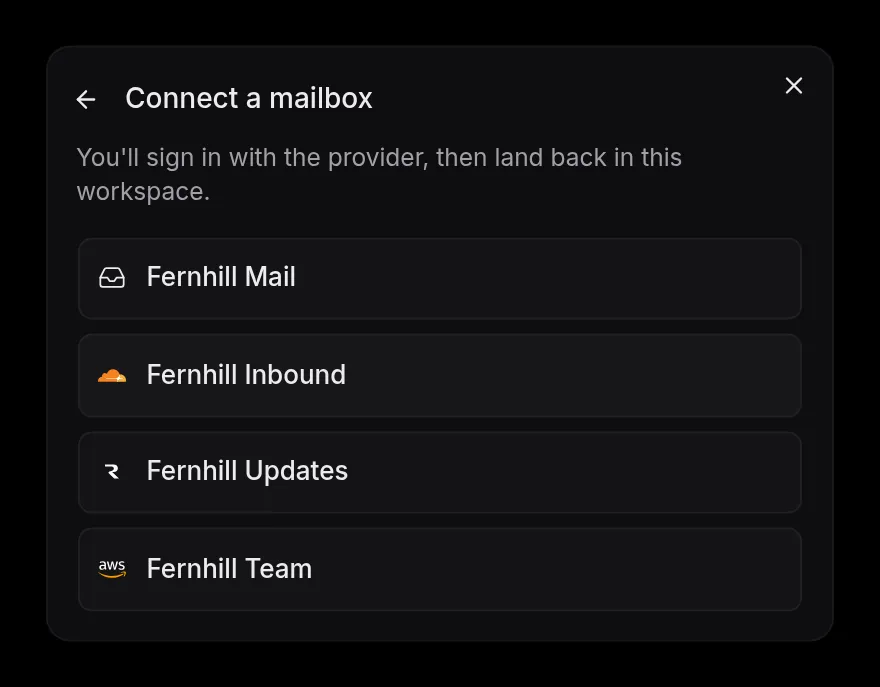 Connect a mailbox
You'll sign in with the provider, then land back in this
workspace.
Fernhill Mail
Fernhill Inbound
Fernhill Updates
aws Fernhill Team